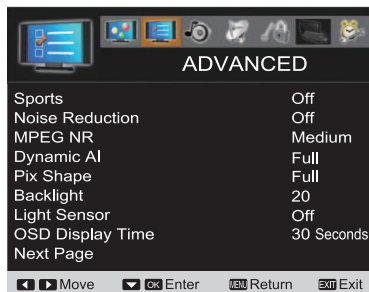 ADVANCED
Sports Off
Noise Reduction Off
MPEG NR Medium
Dynamic AI Full
Pix Shape Full
Backlight 20
Light Sensor Off
OSD Display Time 30 Seconds
Next Page
Move OK Enter MENU Return EXIT Exit